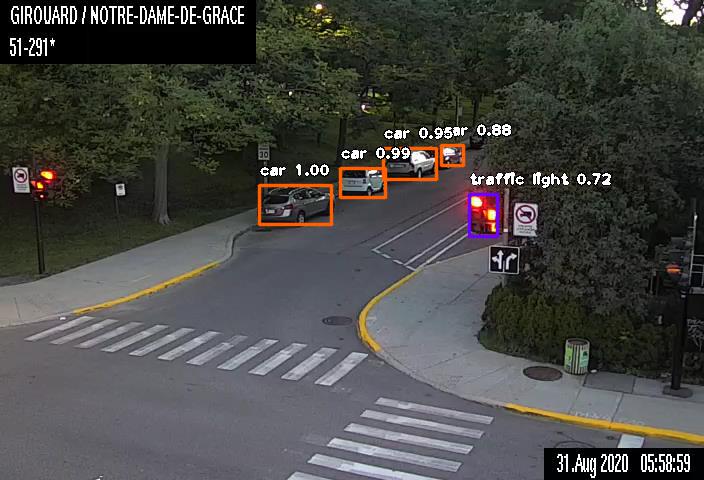 GIROUARD / NOTRE-DAME-DE-GRACE
51-291*
car 0.95
car 0.88
car 0.99
car 1.00
traffic light 0.72
30
31.Aug 2020 05:58:59